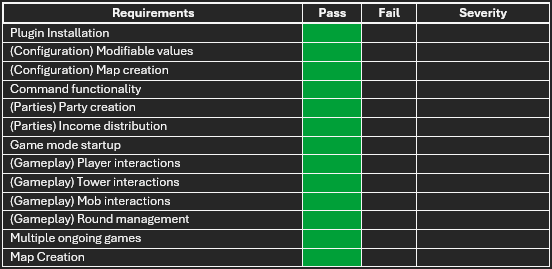 Requirements Pass Fail Severity
Plugin Installation
(Configuration) Modifiable values
(Configuration) Map creation
Command functionality
(Parties) Party creation
(Parties) Income distribution
Game mode startup
(Gameplay) Player interactions
(Gameplay) Tower interactions
(Gameplay) Mob interactions
(Gameplay) Round management
Multiple ongoing games
Map Creation